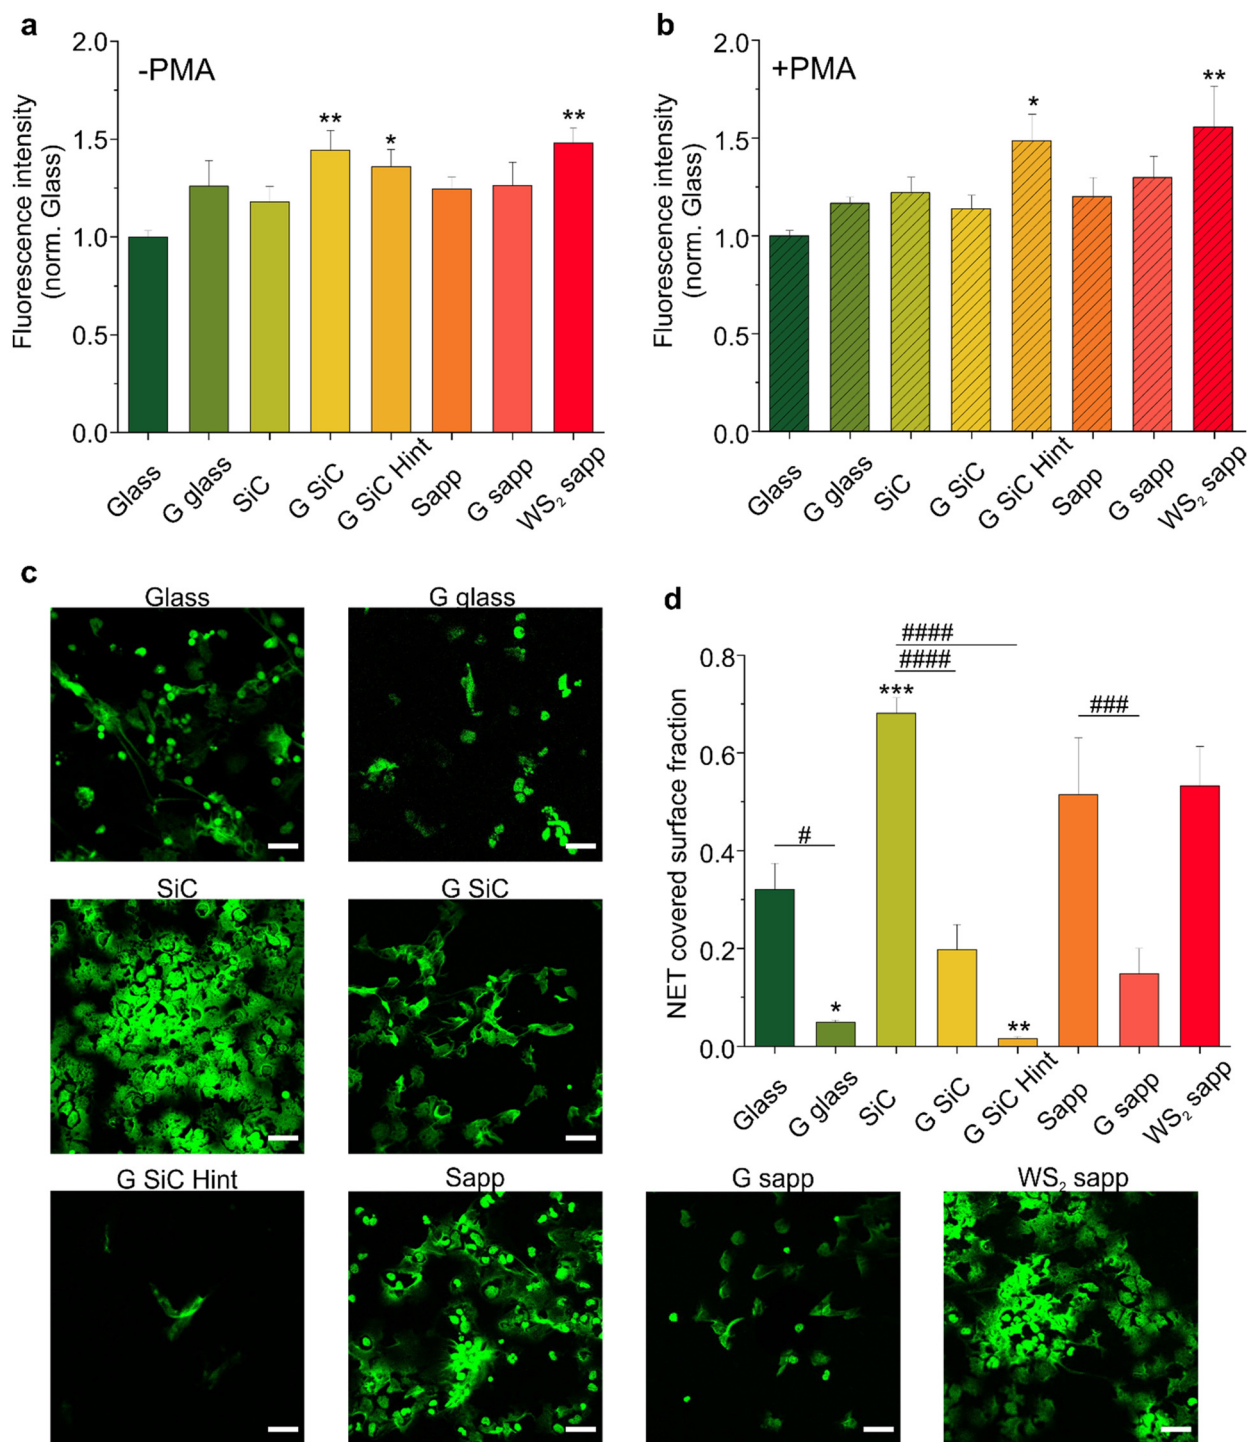 a
-PMA
Fluorescence intensity
(norm. Glass)
2.0
1.5
1.0
0.5
0.0
**
*
**
Glass
G glass
SiC
G SiC
G SiC Hint
Sapp
G sapp
WS₂ sapp
b
+PMA
Fluorescence intensity
(norm. Glass)
2.0
1.5
1.0
0.5
0.0
*
**
Glass
G glass
SiC
G SiC
G SiC Hint
Sapp
G sapp
WS₂ sapp
c
Glass
G glass
SiC
G SiC
G SiC Hint
Sapp
G sapp
WS₂ sapp
d
NET covered surface fraction
0.8
0.6
0.4
0.2
0.0
####
####
***
###
#
*
**
Glass
G glass
SiC
G SiC
G SiC Hint
Sapp
G sapp
WS₂ sapp